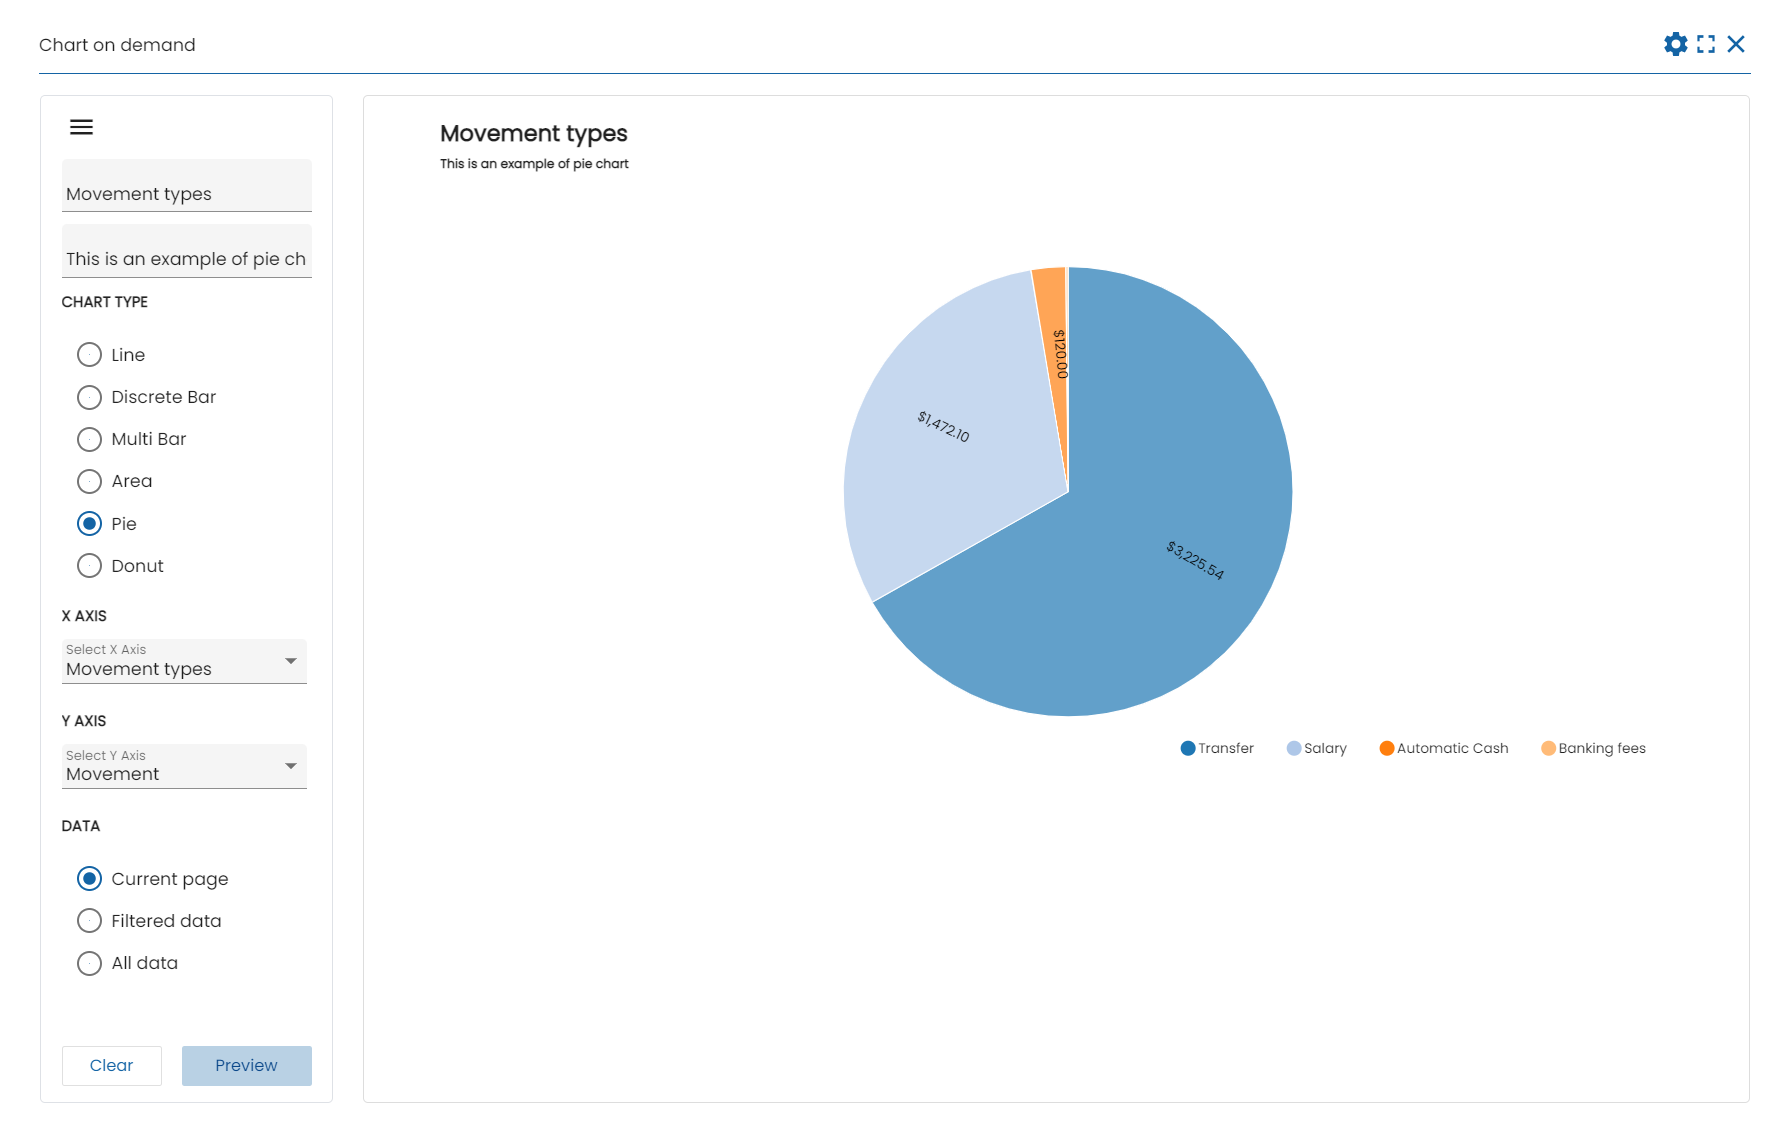 Chart on demand
Movement types
This is an example of pie ch
CHART TYPE
Line
Discrete Bar
Multi Bar
Area
Pie
Donut
X AXIS
Select X Axis
Movement types
Y AXIS
Select Y Axis
Movement
DATA
Current page
Filtered data
All data
Clear Preview
Movement types
This is an example of pie chart
$120.00
$1,472.10
$3,225.54
Transfer Salary Automatic Cash Banking fees